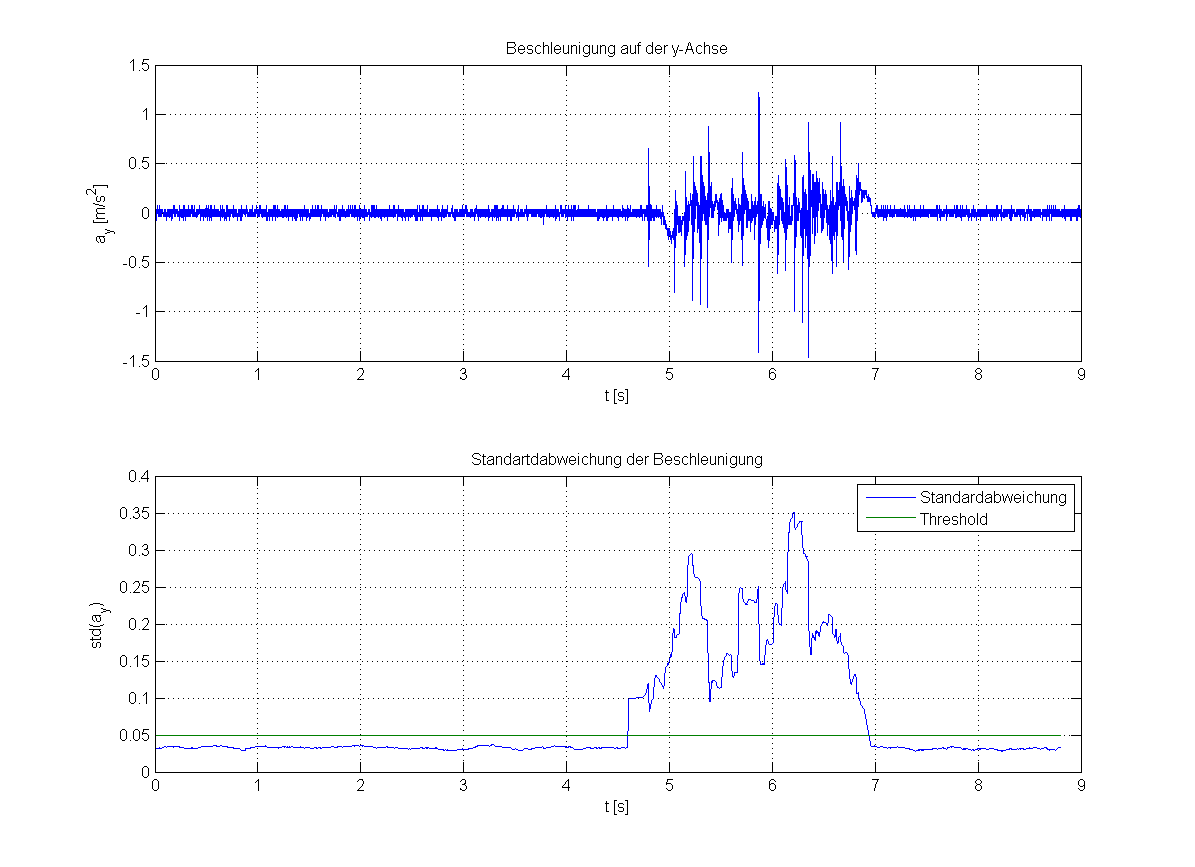 Beschleunigung auf der y-Achse
1.5
1
0.5
0
-0.5
-1
-1.5
a_y [m/s²]
0 1 2 3 4 5 6 7 8 9
t [s]
Standartdabweichung der Beschleunigung
0.4
0.35
0.3
0.25
0.2
0.15
0.1
0.05
0
std(a_y)
Standardabweichung
Threshold
0 1 2 3 4 5 6 7 8 9
t [s]